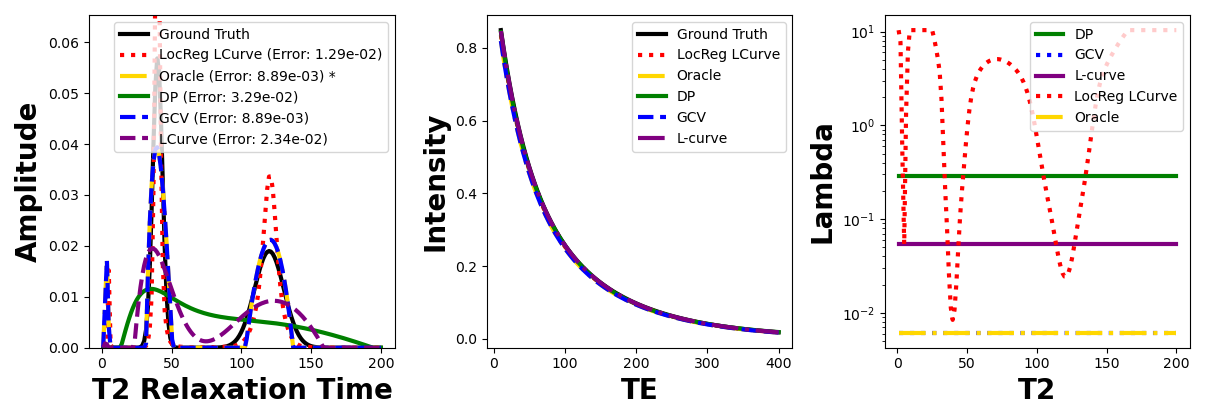 Amplitude
0.06
0.05
0.04
0.03
0.02
0.01
0.00
0
50
100
150
200
T2 Relaxation Time
Ground Truth
LocReg LCurve (Error: 1.29e-02)
Oracle (Error: 8.89e-03) *
DP (Error: 3.29e-02)
GCV (Error: 8.89e-03)
LCurve (Error: 2.34e-02)
Intensity
0.8
0.6
0.4
0.2
0.0
0
100
200
300
400
TE
Ground Truth
LocReg LCurve
Oracle
DP
GCV
L-curve
Lambda
10^1
10^0
10^-1
10^-2
0
50
100
150
200
T2
DP
GCV
L-curve
LocReg LCurve
Oracle